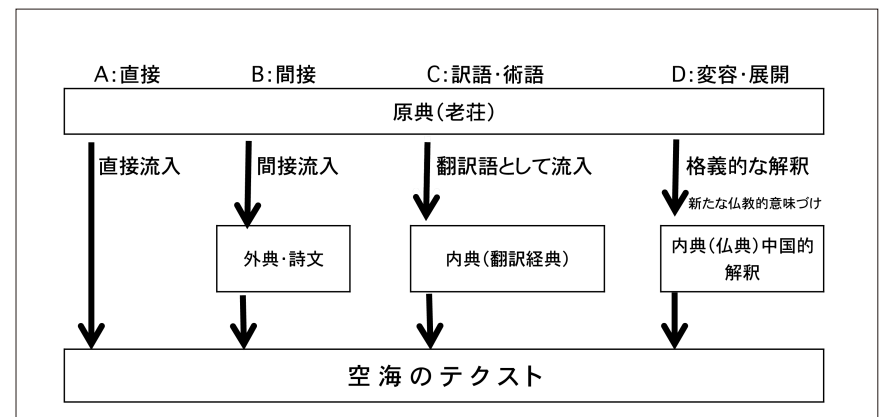 A:直接 B:間接 C:訳語・術語 D:変容・展開
原典(老荘)
直接流入 間接流入 翻訳語として流入 格義的な解釈
新たな仏教的意味づけ
外典・詩文 内典(翻訳経典) 内典(仏典)中国的
解釈
空海のテクスト